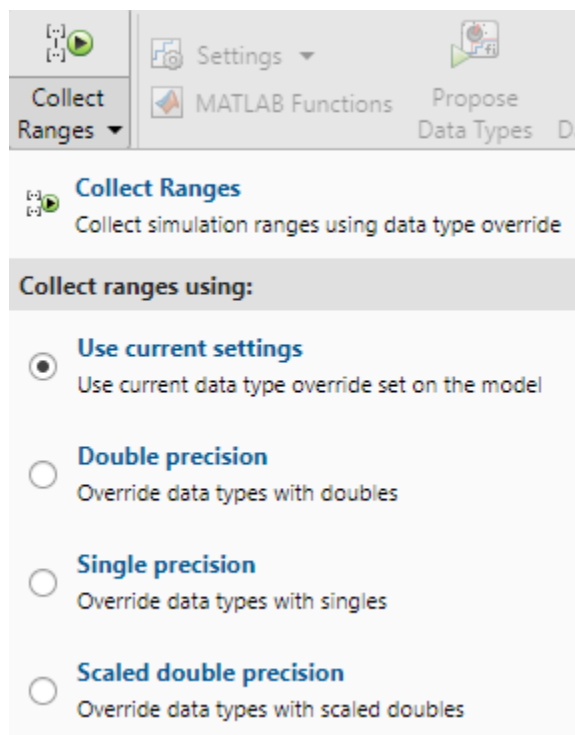 Settings
Collect
Ranges
MATLAB Functions
Propose
Data Types
D
Collect Ranges
Collect simulation ranges using data type override
Collect ranges using:
Use current settings
Use current data type override set on the model
Double precision
Override data types with doubles
Single precision
Override data types with singles
Scaled double precision
Override data types with scaled doubles